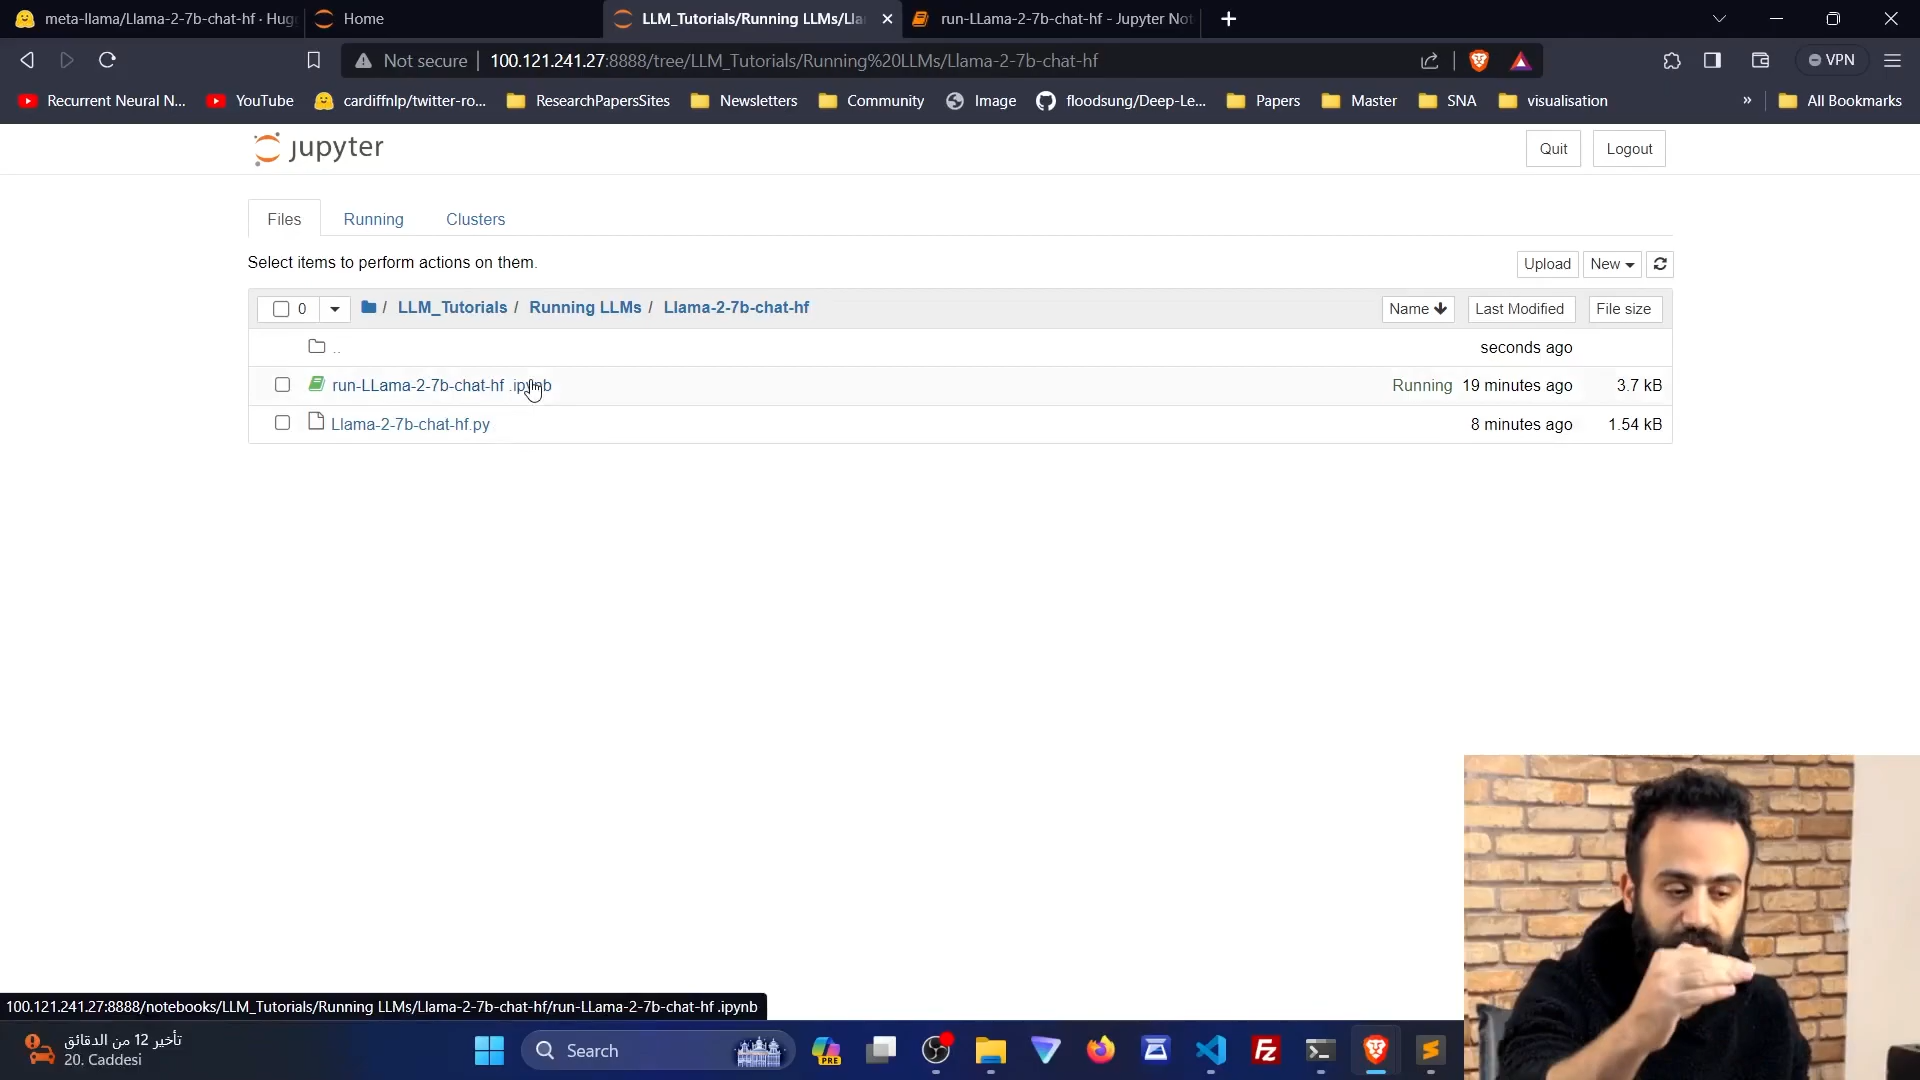 meta-llama/Llama-2-7b-chat-hf · Hug
Home
LLM_Tutorials/Running LLMs/Lla
run-LLama-2-7b-chat-hf - Jupyter Not
Not secure
100.121.241.27:8888/tree/LLM_Tutorials/Running%20LLMs/Llama-2-7b-chat-hf
VPN
Recurrent Neural N...
YouTube
cardiffnlp/twitter-ro...
ResearchPapersSites
Newsletters
Community
Image
floodsung/Deep-Le...
Papers
Master
SNA
visualisation
»
All Bookmarks
jupyter
Quit
Logout
Files
Running
Clusters
Select items to perform actions on them.
Upload
New
0
/ LLM_Tutorials / Running LLMs / Llama-2-7b-chat-hf
Name
Last Modified
File size
..
seconds ago
run-LLama-2-7b-chat-hf .ipynb
Running
19 minutes ago
3.7 kB
Llama-2-7b-chat-hf.py
8 minutes ago
1.54 kB
100.121.241.27:8888/notebooks/LLM_Tutorials/Running LLMs/Llama-2-7b-chat-hf/run-LLama-2-7b-chat-hf .ipynb
تأخير 12 من الدقائق
20. Caddesi
Search
PRE
Fz